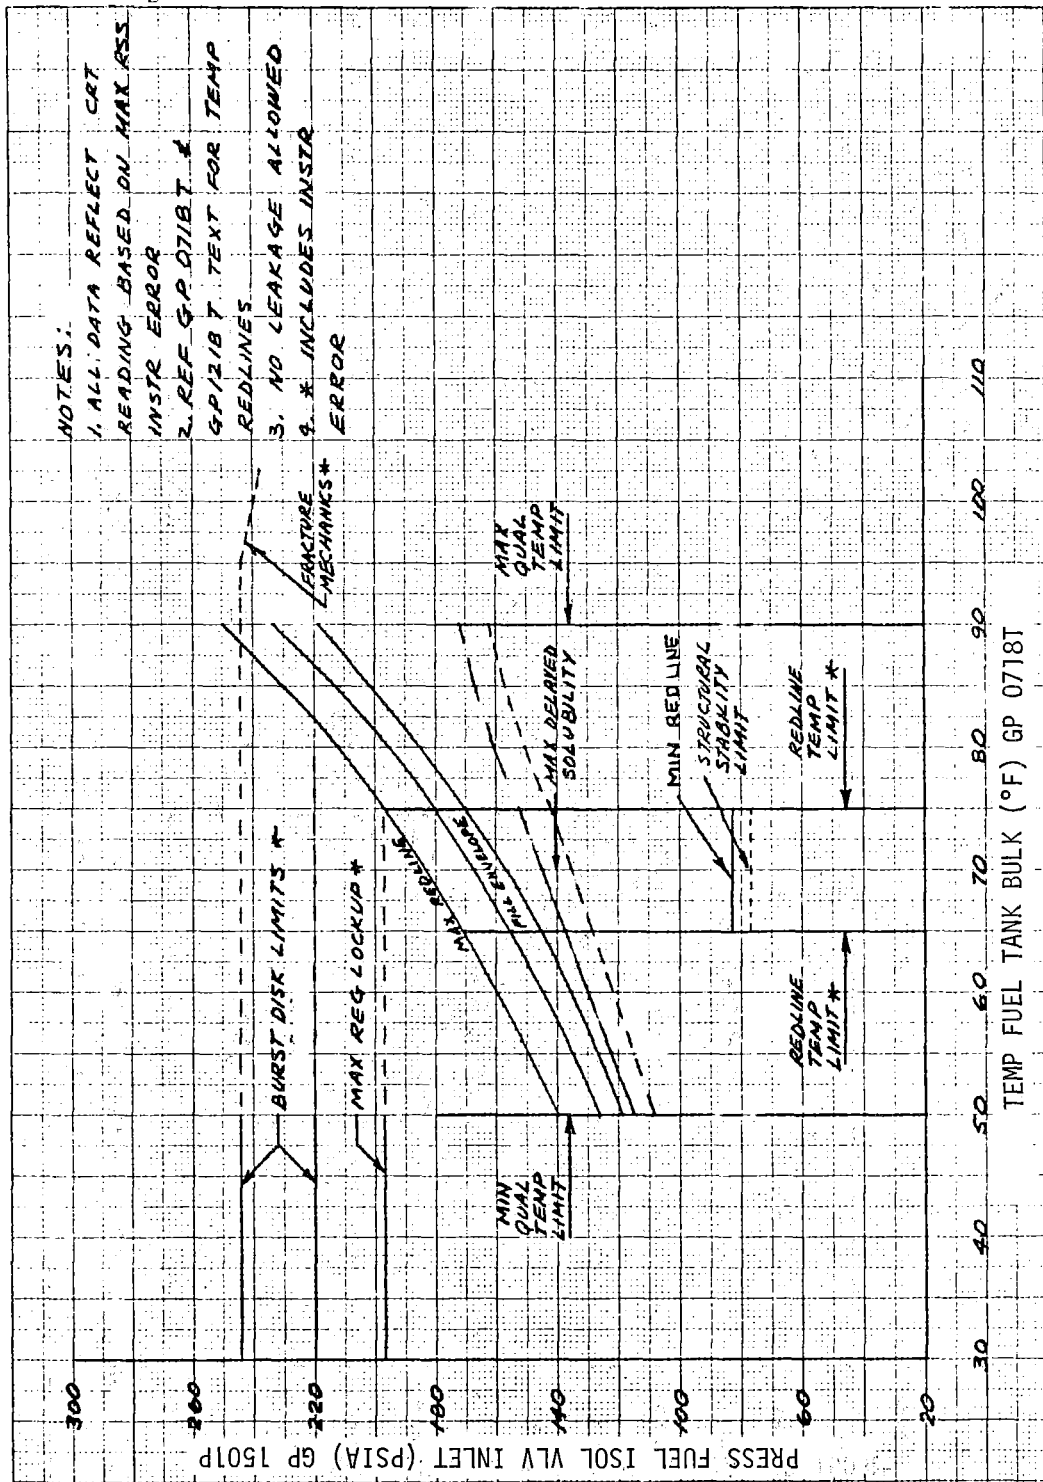 NOTES:
1. ALL DATA REFLECT CRT
READING BASED ON MAX RSS
INSTR ERROR
2. REF GP 0718T &
GP1218T TEXT FOR TEMP
REDLINES
3. NO LEAKAGE ALLOWED
4. * INCLUDES INSTR
ERROR
FRACTURE
MECHANICS*
BURST DISK LIMITS *
MAX REG LOCKUP *
MAX REDLINE
FILL ENVELOPE
MAX
QUAL
TEMP
LIMIT
MAX DELAYED
SOLUBILITY
MIN REDLINE
STRUCTURAL
STABILITY
LIMIT
REDLINE
TEMP
LIMIT *
REDLINE
TEMP
LIMIT *
MIN
QUAL
TEMP
LIMIT
300
260
220
180
140
100
60
20
PRESS FUEL ISOL VLV INLET (PSIA) GP 1501P
30
40
50
60
70
80
90
100
110
TEMP FUEL TANK BULK (°F) GP 0718T